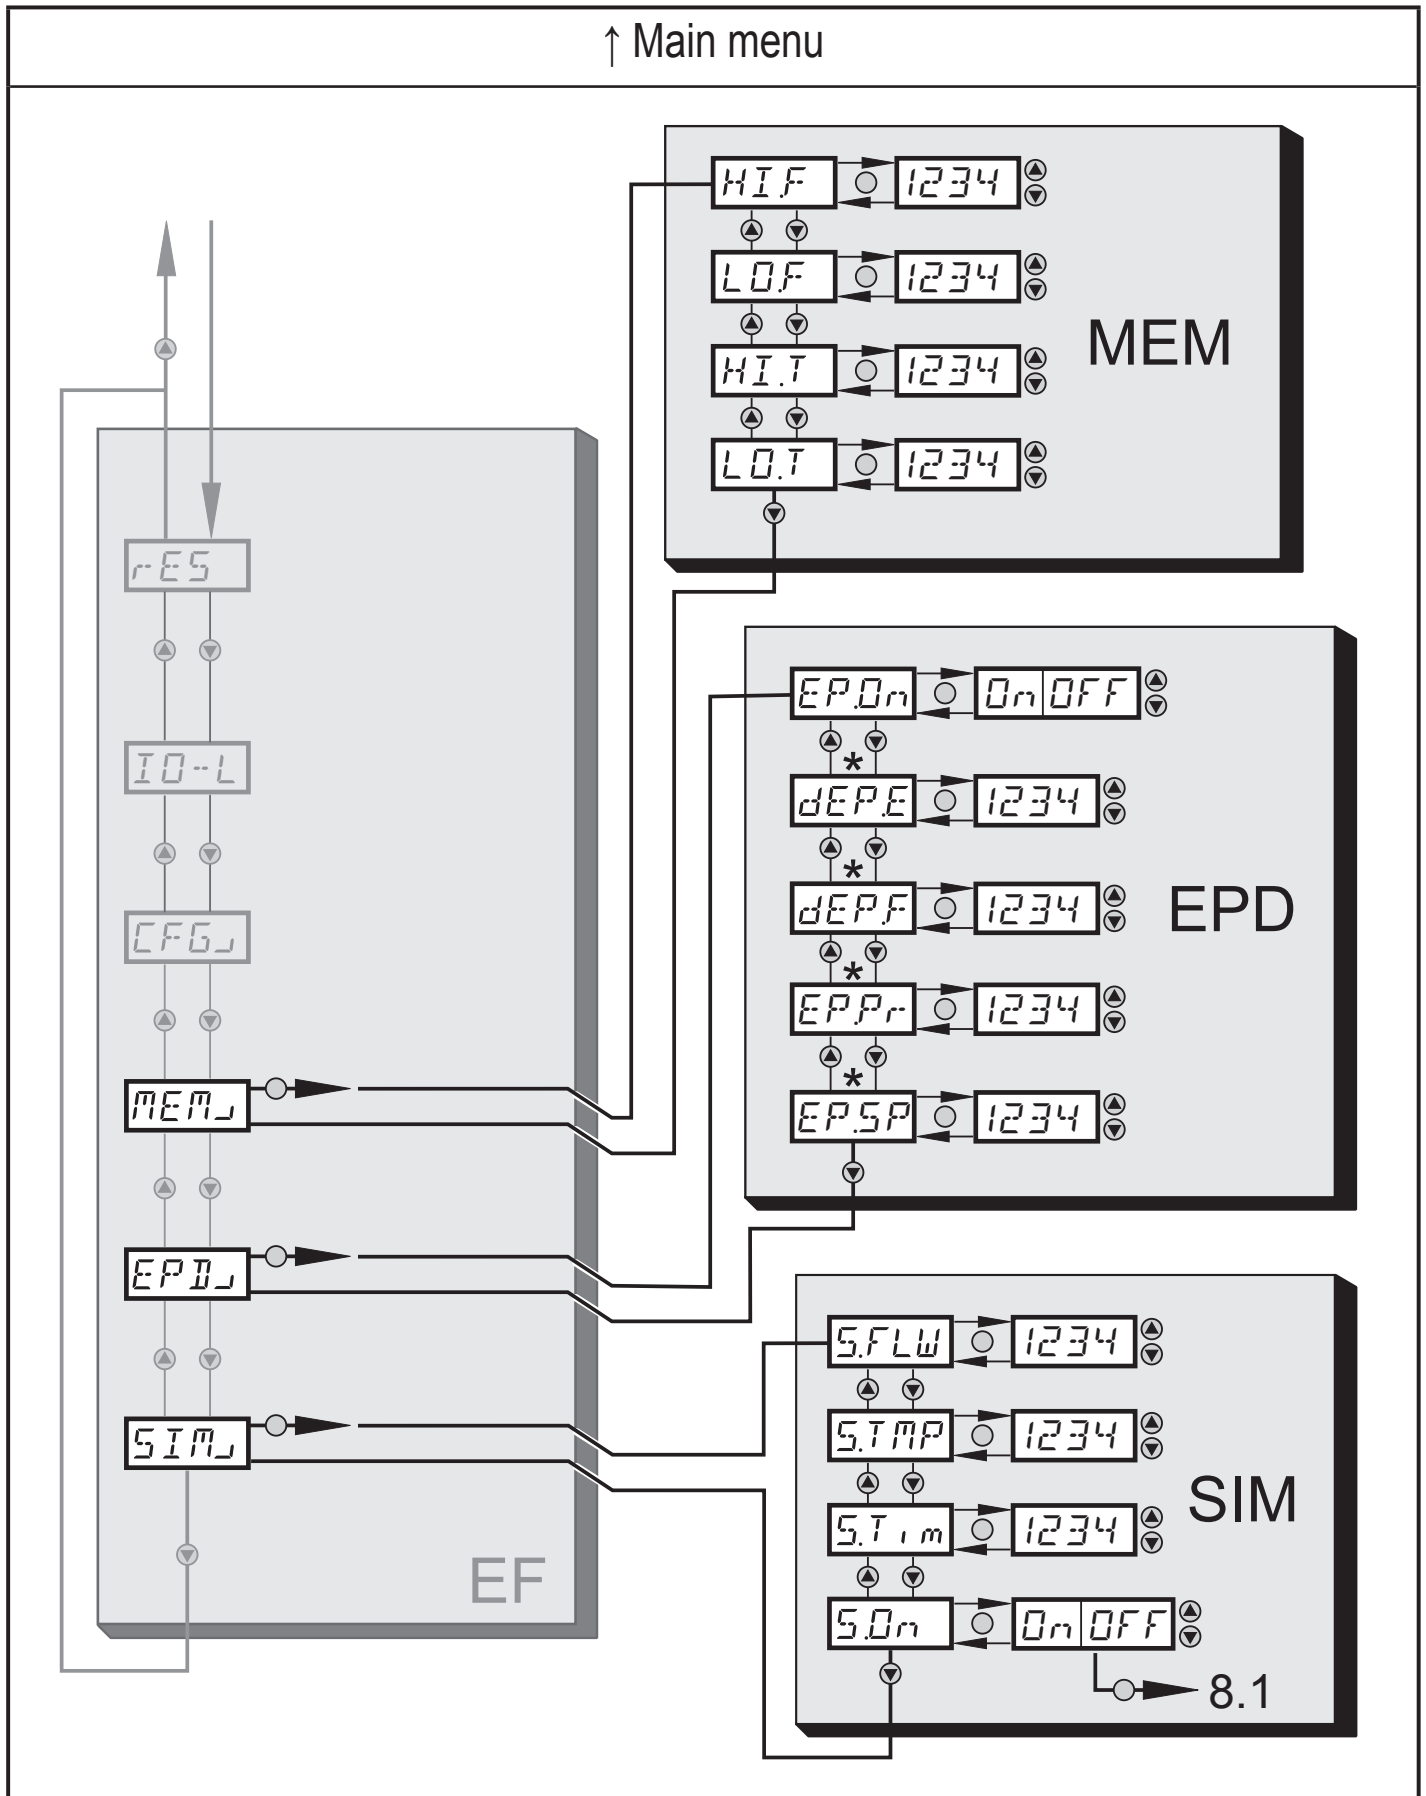 ↑ Main menu
HI.F 1234
LO.F 1234
MEM
HI.T 1234
LO.T 1234
rES
IO-L
CFG
MEM
EPD
SIM
EF
EP.On On OFF
*
dEP.E 1234
*
dEP.F 1234
EPD
*
EP.Pr 1234
*
EP.SP 1234
S.FLW 1234
S.TMP 1234
SIM
S.Tim 1234
S.On On OFF
8.1